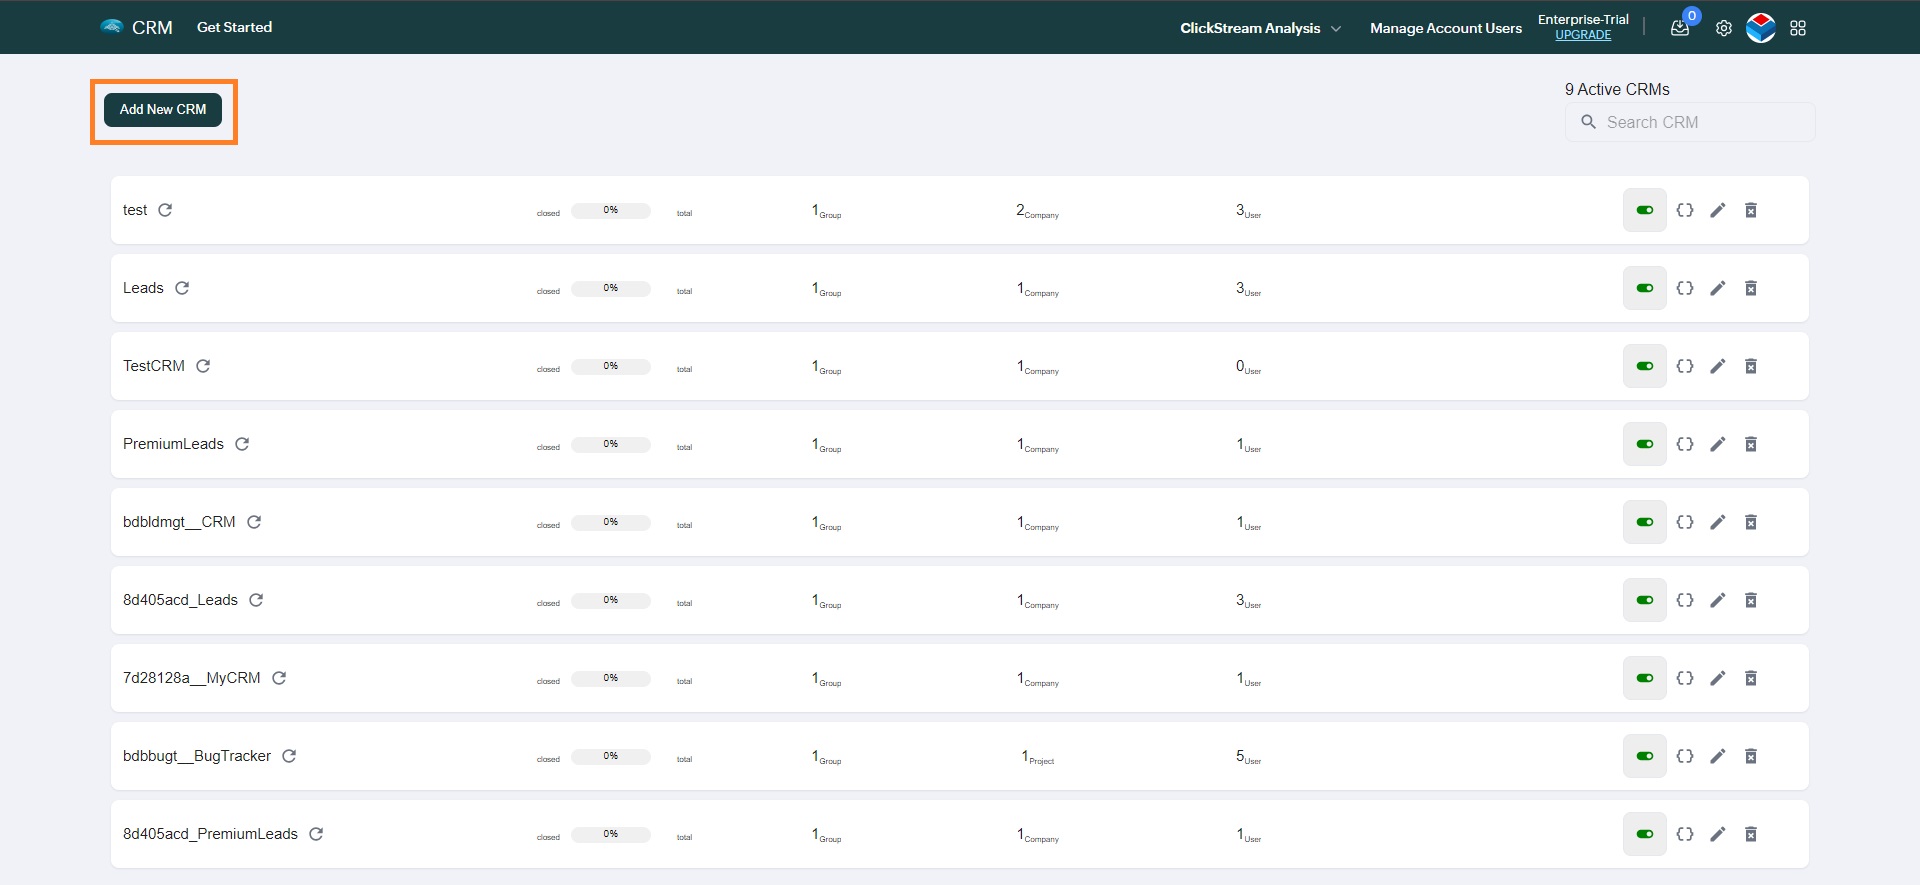 CRM Get Started ClickStream Analysis Manage Account Users Enterprise-Trial 0
UPGRADE
Add New CRM
9 Active CRMs
Search CRM
test closed 0% total 1 Group 2 Company 3 User
Leads closed 0% total 1 Group 1 Company 3 User
TestCRM closed 0% total 1 Group 1 Company 0 User
PremiumLeads closed 0% total 1 Group 1 Company 1 User
bdbldmgt__CRM closed 0% total 1 Group 1 Company 1 User
8d405acd_Leads closed 0% total 1 Group 1 Company 3 User
7d28128a__MyCRM closed 0% total 1 Group 1 Company 1 User
bdbbugt__BugTracker closed 0% total 1 Group 1 Project 5 User
8d405acd_PremiumLeads closed 0% total 1 Group 1 Company 1 User